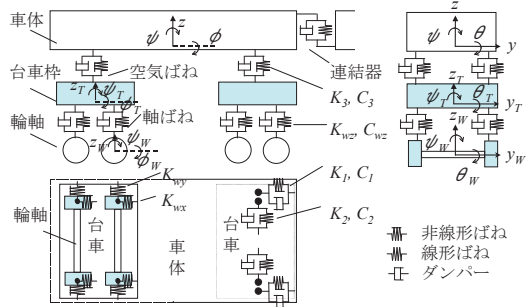 車体
ψ
z
ϕ
連結器
z
ψ
θ
y
台車枠
空気ばね
z_T
ψ_T
ϕ_T
K_3, C_3
z_T
ψ_T
θ_T
y_T
輪軸
軸ばね
z_W
ψ_W
ϕ_W
K_wz, C_wz
z_W
ψ_W
θ_W
y_W
K_wy
K_wx
K_1, C_1
K_2, C_2
輪軸
台車
車体
台車
非線形ばね
線形ばね
ダンパー